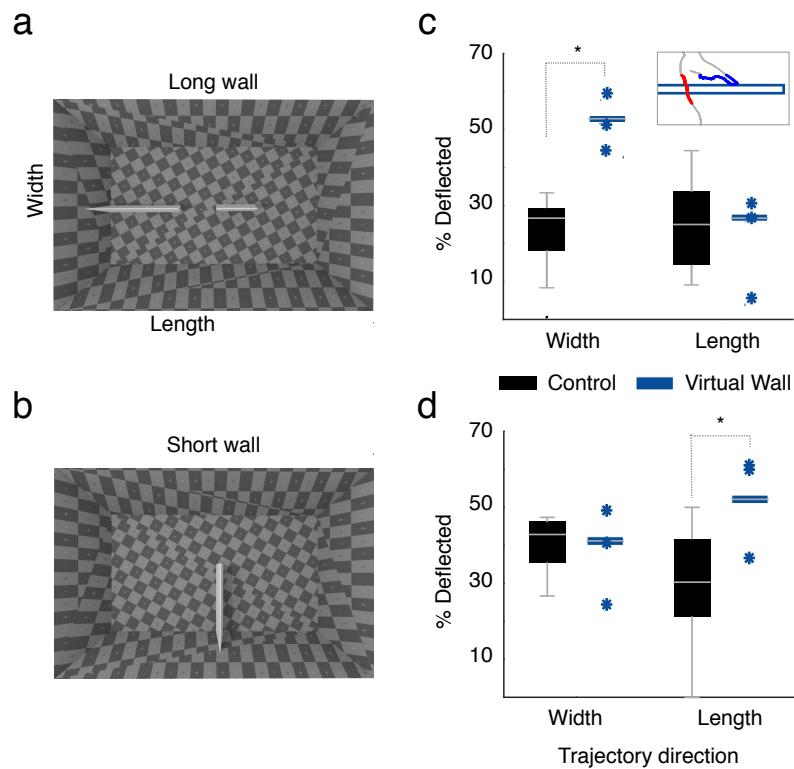 a
Long wall
Width
Length
b
Short wall
c
70
50
30
10
% Deflected
*
Width
Length
Control
Virtual Wall
d
70
50
30
10
% Deflected
*
Width
Length
Trajectory direction